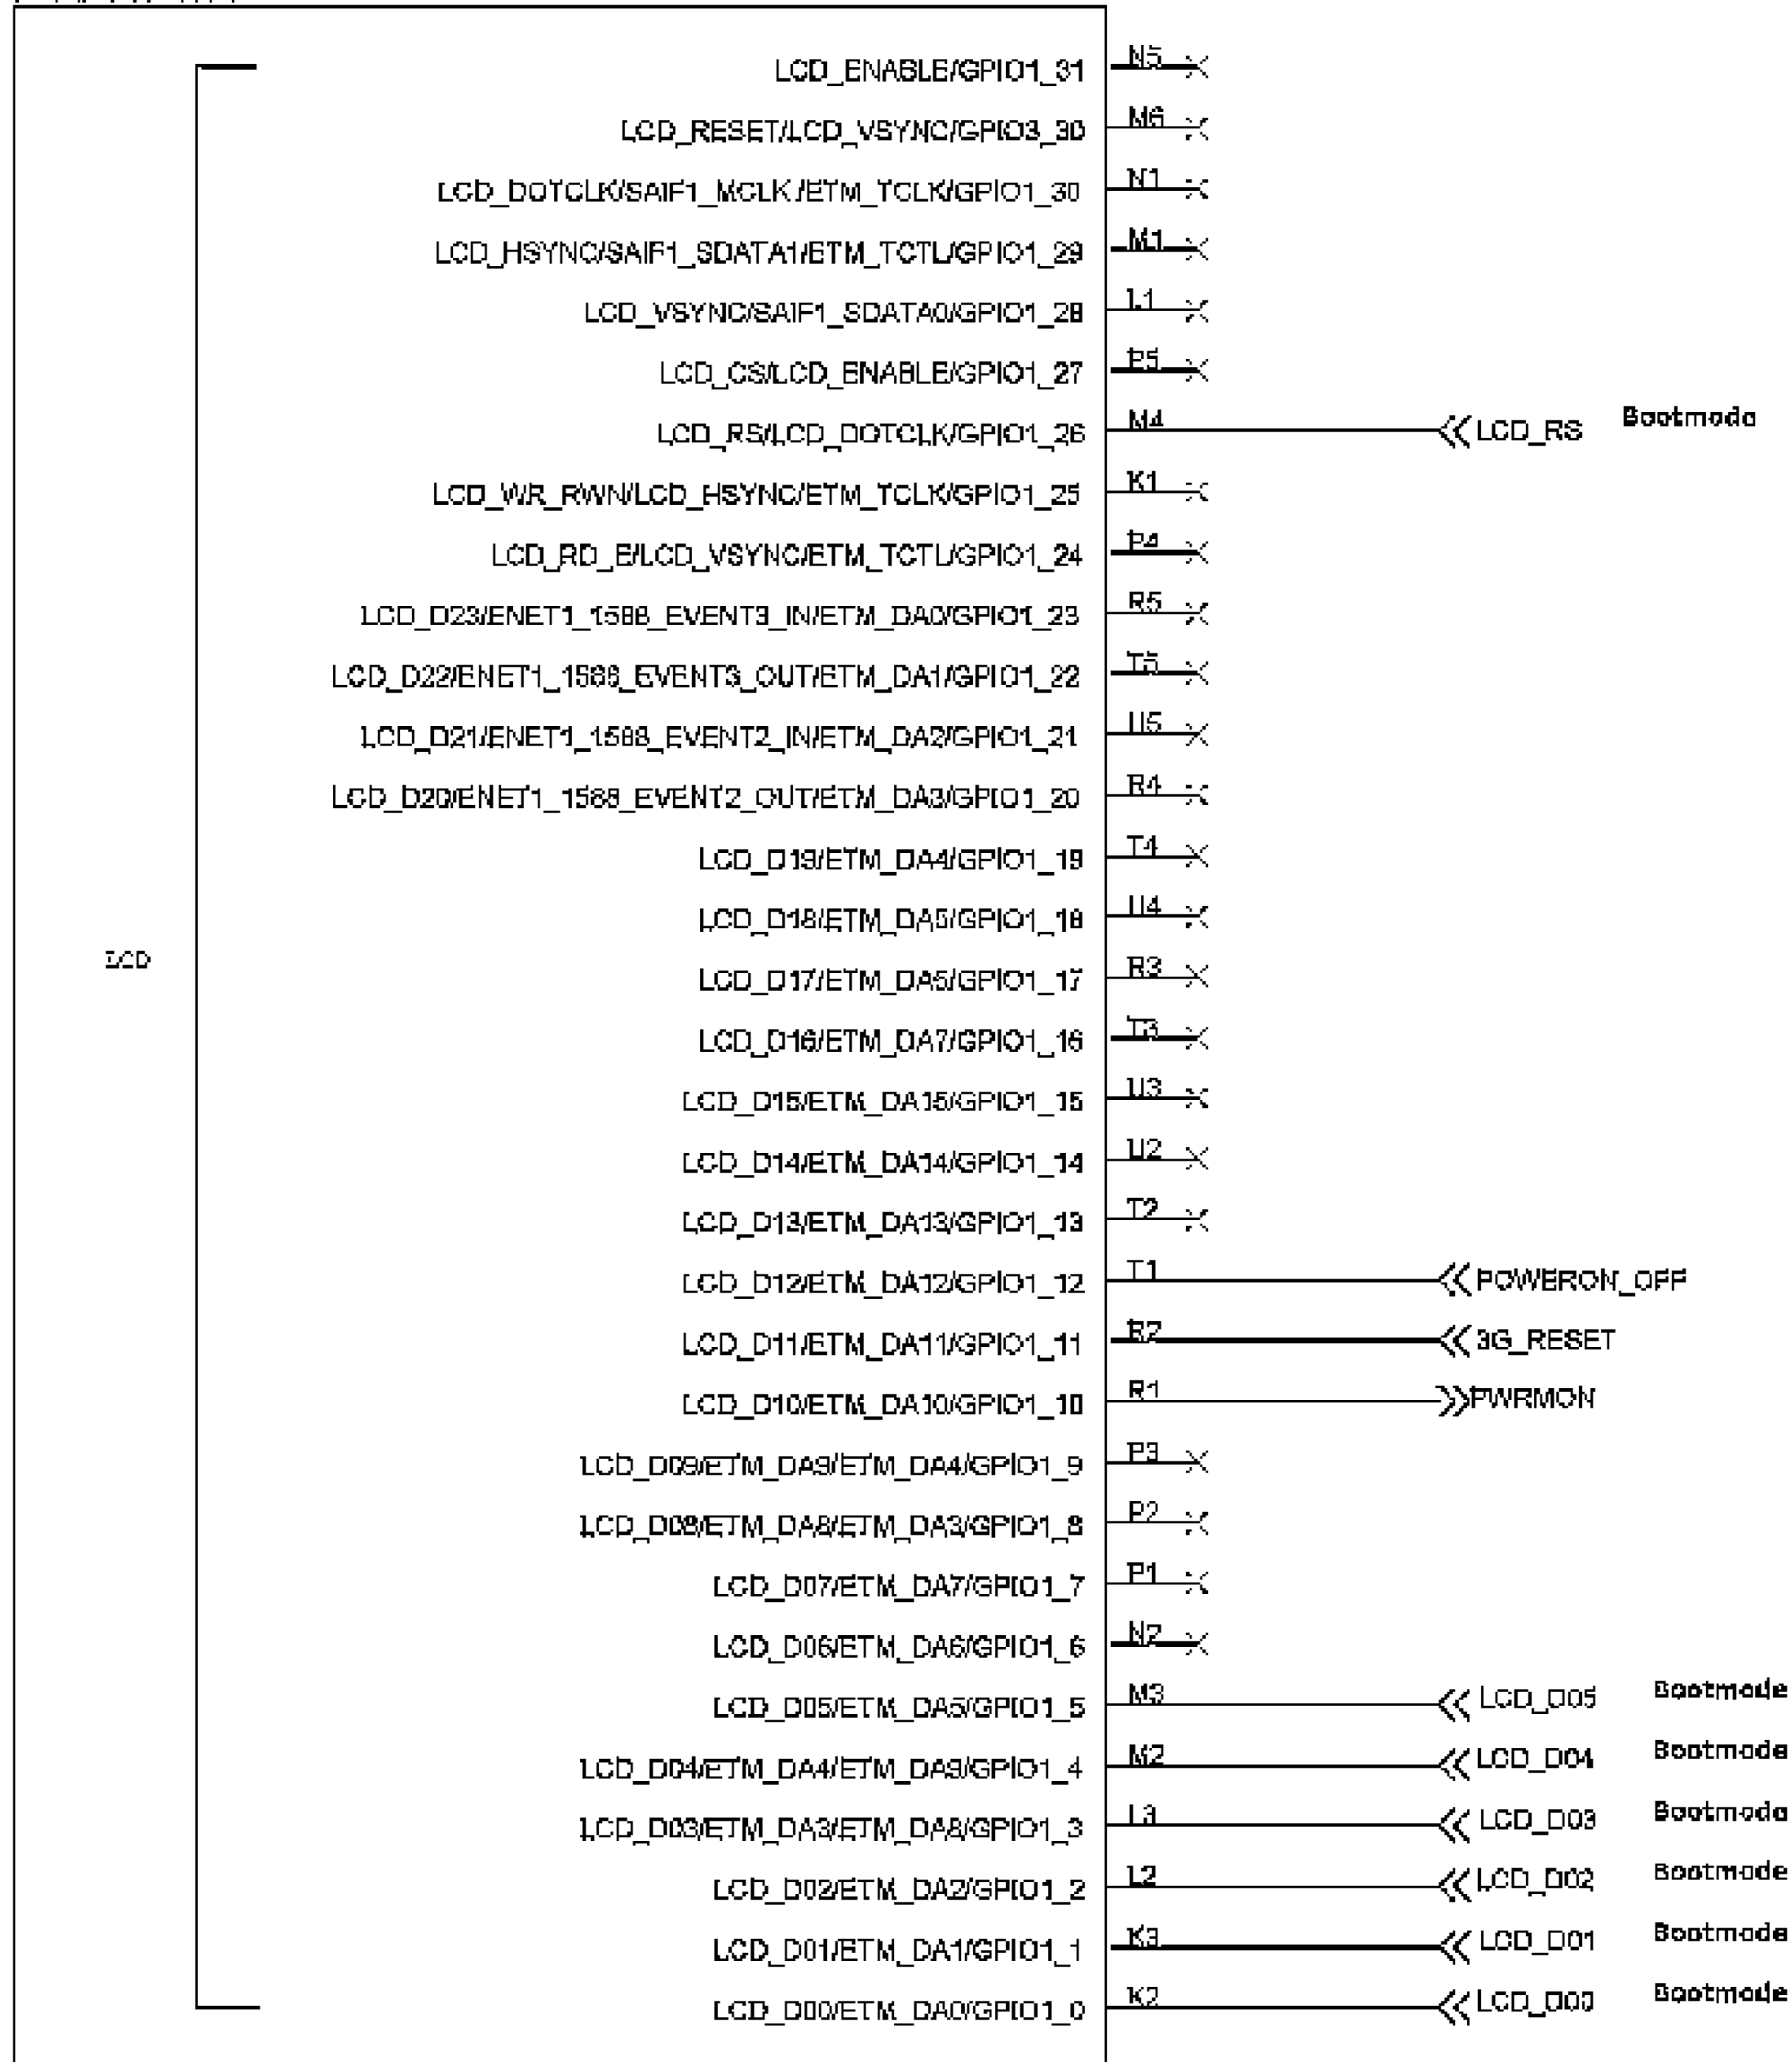 LCD_ENABLE/GPIO1_31 N5
LCD_RESET/LCD_VSYNC/GPIO3_30 M6
LCD_DOTCLK/SAIF1_MCLK/ETM_TCLK/GPIO1_30 N1
LCD_HSYNC/SAIF1_SDATA1/ETM_TCTL/GPIO1_29 M1
LCD_VSYNC/SAIF1_SDATA0/GPIO1_28 L1
LCD_CS/LCD_ENABLE/GPIO1_27 P5
LCD_RS/LCD_DOTCLK/GPIO1_26 M4 LCD_RS Bootmode
LCD_WR_RWN/LCD_HSYNC/ETM_TCLK/GPIO1_25 K1
LCD_RD_E/LCD_VSYNC/ETM_TCTL/GPIO1_24 P4
LCD_D23/ENET1_1588_EVENT3_IN/ETM_DA0/GPIO1_23 R5
LCD_D22/ENET1_1588_EVENT3_OUT/ETM_DA1/GPIO1_22 T5
LCD_D21/ENET1_1588_EVENT2_IN/ETM_DA2/GPIO1_21 U5
LCD_D20/ENET1_1588_EVENT2_OUT/ETM_DA3/GPIO1_20 R4
LCD_D19/ETM_DA4/GPIO1_19 T4
LCD_D18/ETM_DA5/GPIO1_18 U4
LCD
LCD_D17/ETM_DA6/GPIO1_17 R3
LCD_D16/ETM_DA7/GPIO1_16 T3
LCD_D15/ETM_DA15/GPIO1_15 U3
LCD_D14/ETM_DA14/GPIO1_14 U2
LCD_D13/ETM_DA13/GPIO1_13 T2
LCD_D12/ETM_DA12/GPIO1_12 T1 POWERON_OFF
LCD_D11/ETM_DA11/GPIO1_11 R2 3G_RESET
LCD_D10/ETM_DA10/GPIO1_10 R1 PWRMON
LCD_D09/ETM_DA9/ETM_DA4/GPIO1_9 P3
LCD_D08/ETM_DA8/ETM_DA3/GPIO1_8 P2
LCD_D07/ETM_DA7/GPIO1_7 P1
LCD_D06/ETM_DA6/GPIO1_6 N2
LCD_D05/ETM_DA5/GPIO1_5 M3 LCD_D05 Bootmode
LCD_D04/ETM_DA4/ETM_DA9/GPIO1_4 M2 LCD_D04 Bootmode
LCD_D03/ETM_DA3/ETM_DA8/GPIO1_3 L3 LCD_D03 Bootmode
LCD_D02/ETM_DA2/GPIO1_2 L2 LCD_D02 Bootmode
LCD_D01/ETM_DA1/GPIO1_1 K3 LCD_D01 Bootmode
LCD_D00/ETM_DA0/GPIO1_0 K2 LCD_D00 Bootmode